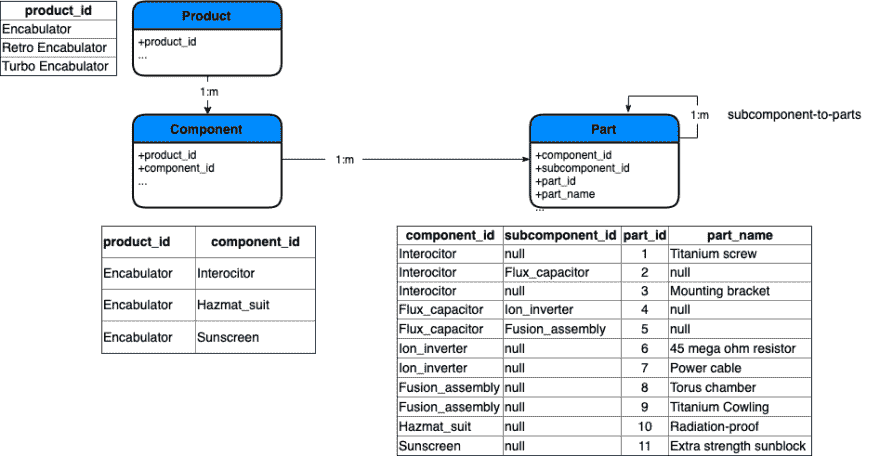 product_id
Encabulator
Retro Encabulator
Turbo Encabulator
Product
+product_id
...
1:m
Component
+product_id
+component_id
...
1:m
Part
+component_id
+subcomponent_id
+part_id
+part_name
...
1:m
subcomponent-to-parts
product_id component_id
Encabulator Interocitor
Encabulator Hazmat_suit
Encabulator Sunscreen
component_id subcomponent_id part_id part_name
Interocitor null 1 Titanium screw
Interocitor Flux_capacitor 2 null
Interocitor null 3 Mounting bracket
Flux_capacitor Ion_inverter 4 null
Flux_capacitor Fusion_assembly 5 null
Ion_inverter null 6 45 mega ohm resistor
Ion_inverter null 7 Power cable
Fusion_assembly null 8 Torus chamber
Fusion_assembly null 9 Titanium Cowling
Hazmat_suit null 10 Radiation-proof
Sunscreen null 11 Extra strength sunblock